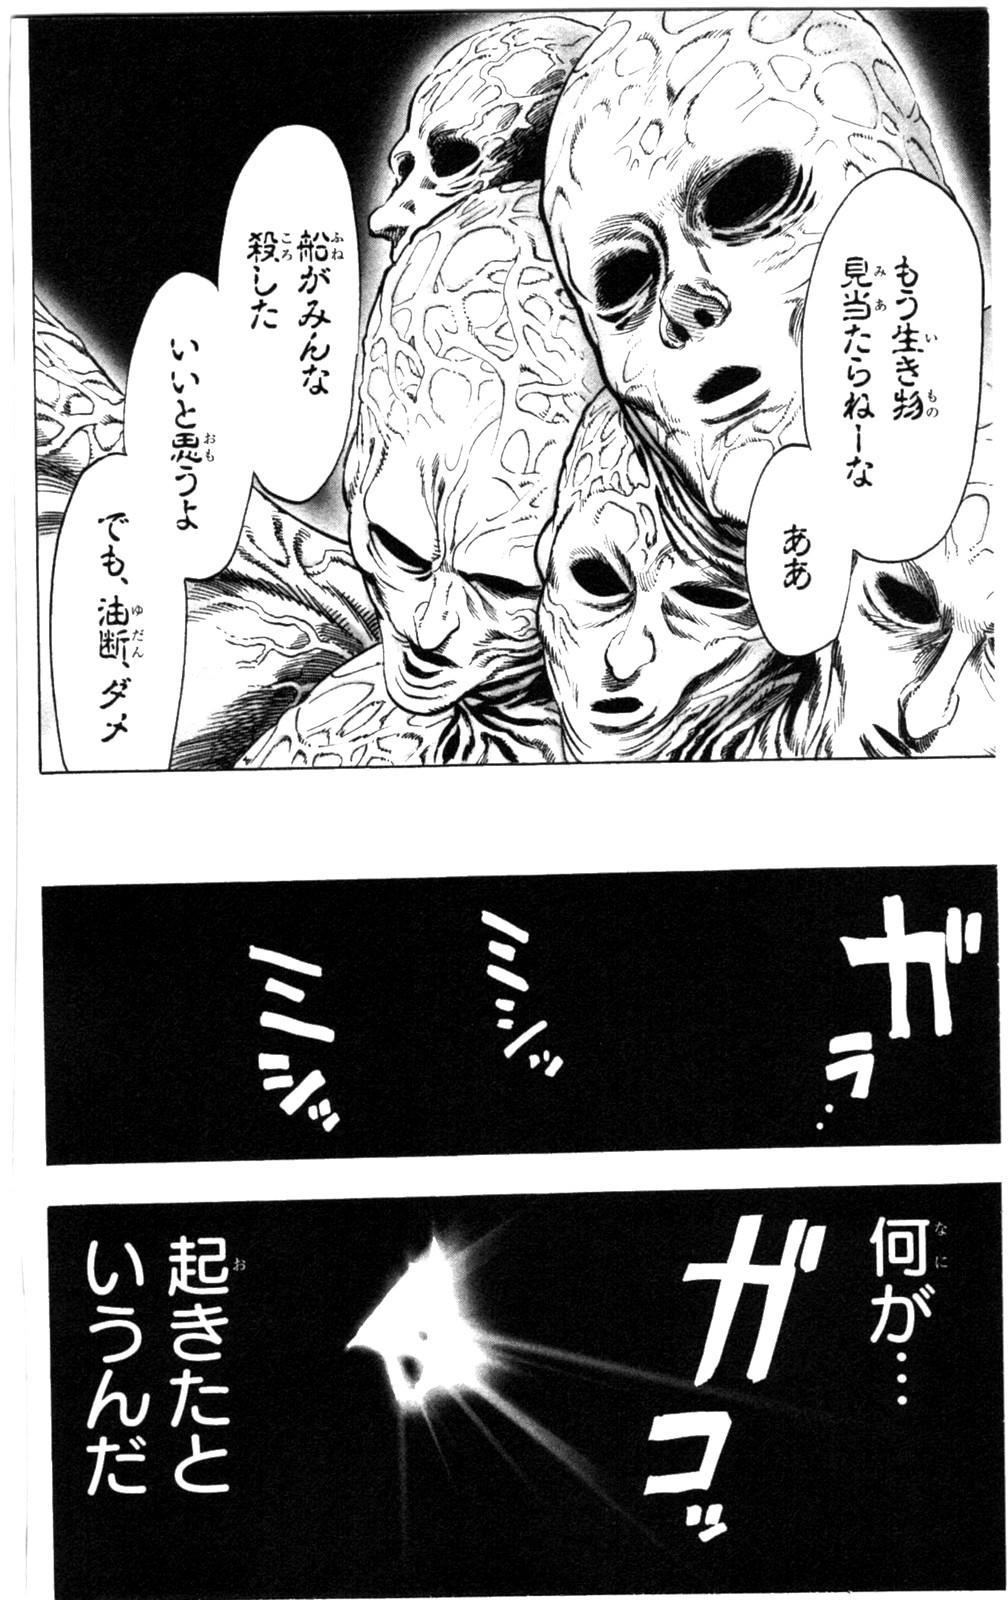 もう生き物
見当たらねーな
ああ
船がみんな
殺した
いいと思うよ
でも、油断、ダメ
ガラ・・
ミシッ
ミシッ
何が・・・
ガコッ
起きたと
いうんだ